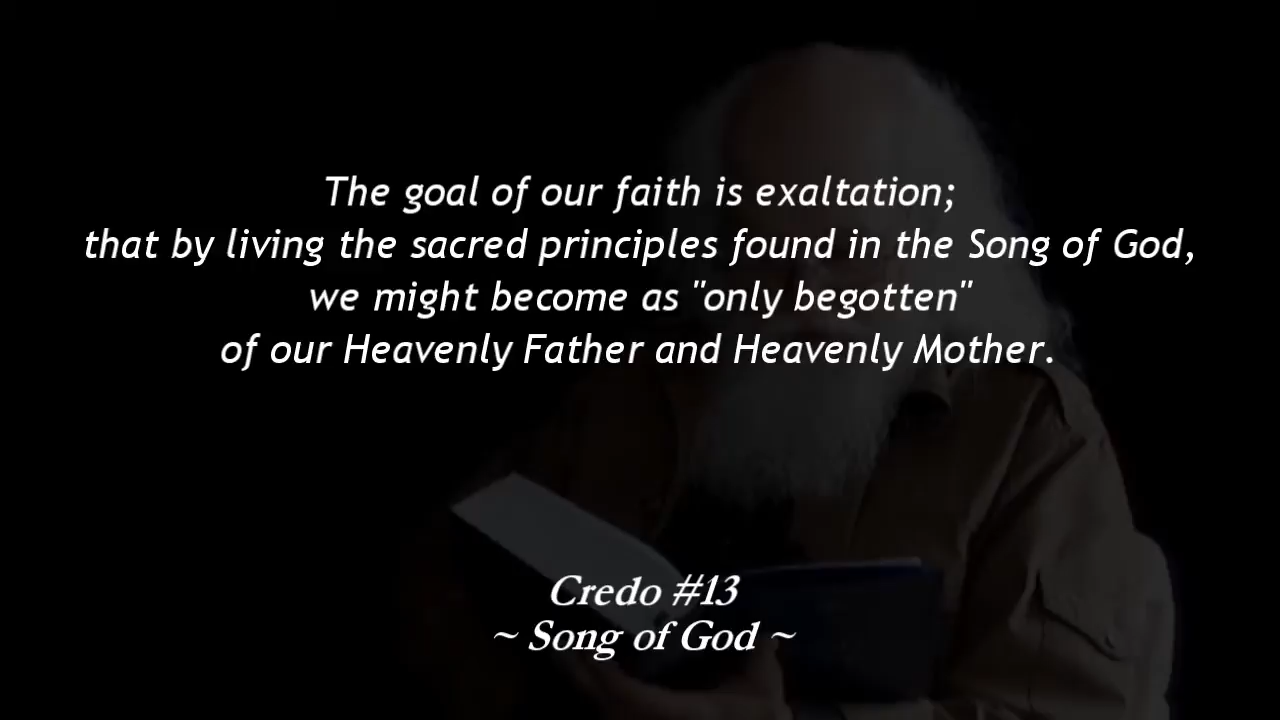 The goal of our faith is exaltation;
that by living the sacred principles found in the Song of God,
we might become as "only begotten"
of our Heavenly Father and Heavenly Mother.
Credo #13
~ Song of God ~